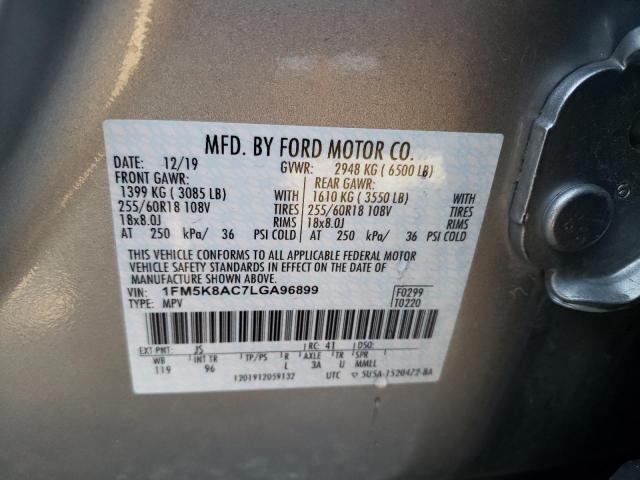 MFD. BY FORD MOTOR CO.
DATE: 12/19 GVWR: 2948 KG ( 6500 LB)
FRONT GAWR: REAR GAWR:
1399 KG ( 3085 LB) WITH 1610 KG ( 3550 LB) WITH
255/60R18 108V TIRES 255/60R18 108V TIRES
18x8.0J RIMS 18x8.0J RIMS
AT 250 kPa/ 36 PSI COLD AT 250 kPa/ 36 PSI COLD
THIS VEHICLE CONFORMS TO ALL APPLICABLE FEDERAL MOTOR
VEHICLE SAFETY AND THEFT PREVENTION STANDARDS IN EFFECT ON THE DATE OF
MANUFACTURE SHOWN ABOVE.
VIN: 1FM5K8AC7LGA96899 F0299
TYPE: MPV T0220
EXT PNT: JS RC: 41 DSO:
WB INT TR TP/PS R AXLE TR SPR
119 96 L 3A U MMLL
1201912059132 UTC 5U5A-1520472-BA